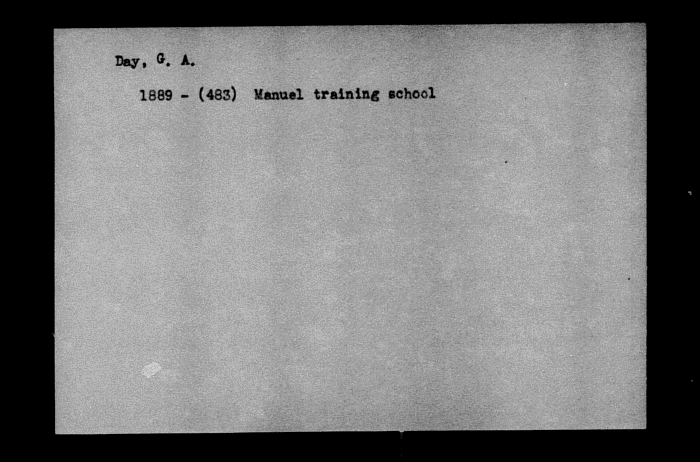 Day, G. A.
1889 - (483) Manuel training school